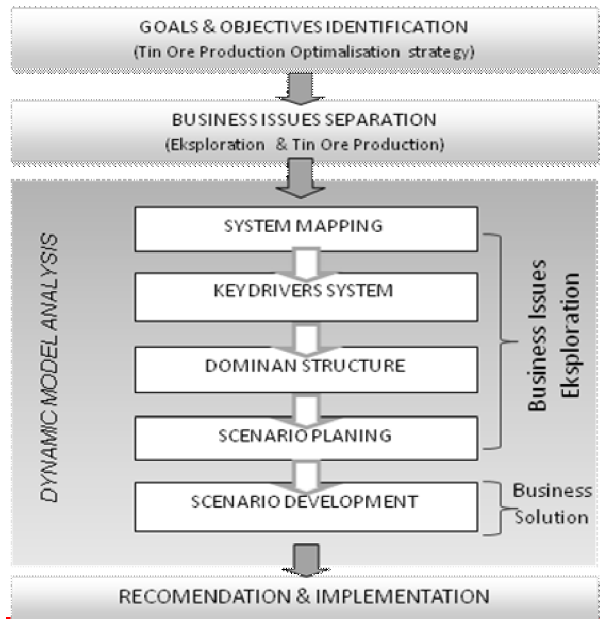 GOALS & OBJECTIVES IDENTIFICATION
(Tin Ore Production Optimalisation strategy)
BUSINESS ISSUES SEPARATION
(Eksploration & Tin Ore Production)
DYNAMIC MODEL ANALYSIS
SYSTEM MAPPING
KEY DRIVERS SYSTEM
DOMINAN STRUCTURE
SCENARIO PLANING
SCENARIO DEVELOPMENT
Business Issues
Eksploration
Business
Solution
RECOMENDATION & IMPLEMENTATION